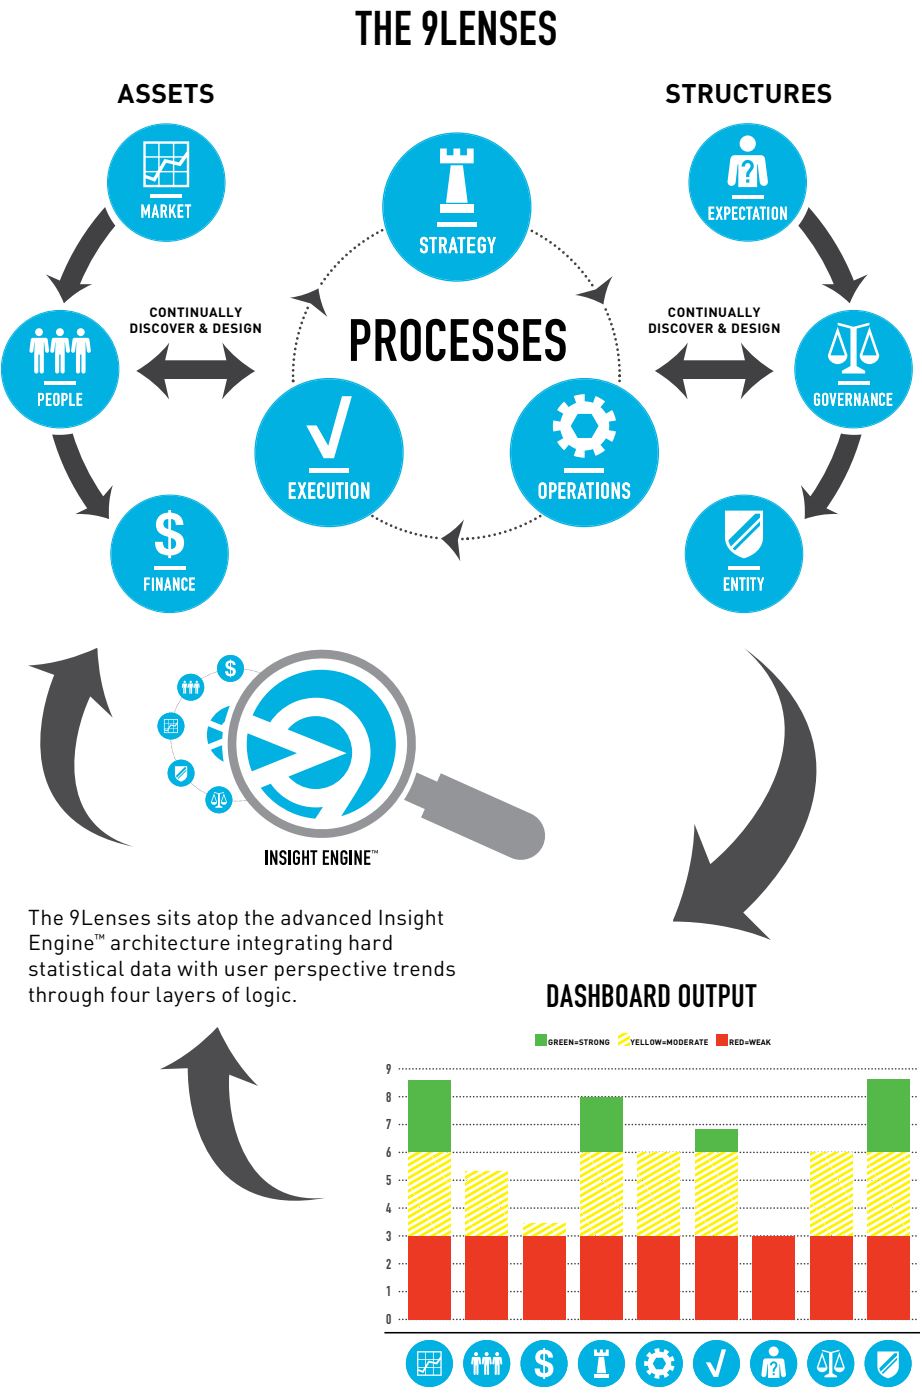 THE 9LENSES
ASSETS
STRUCTURES
MARKET
STRATEGY
EXPECTATION
CONTINUALLY
DISCOVER & DESIGN
PROCESSES
CONTINUALLY
DISCOVER & DESIGN
PEOPLE
GOVERNANCE
EXECUTION
OPERATIONS
$
FINANCE
ENTITY
?
$
INSIGHT ENGINE™
The 9Lenses sits atop the advanced Insight
Engine™ architecture integrating hard
statistical data with user perspective trends
through four layers of logic.
DASHBOARD OUTPUT
GREEN=STRONG YELLOW=MODERATE RED=WEAK
9
8
7
6
5
4
3
2
1
0
$
?